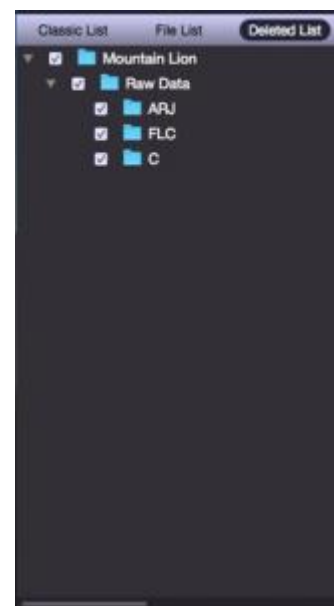 Classic List File List Deleted List
Mountain Lion
Raw Data
ARJ
FLC
C